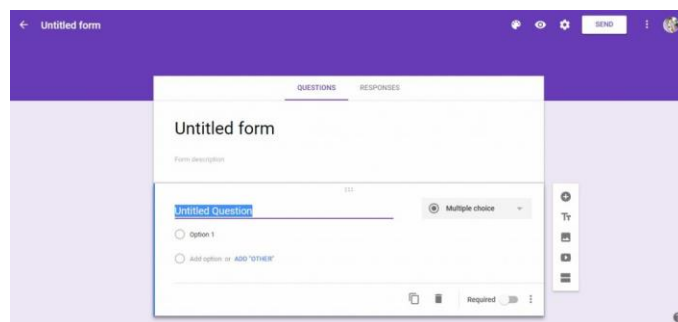 Untitled form
SEND
QUESTIONS RESPONSES
Untitled form
Form description
Untitled Question
Multiple choice
Option 1
Add option or ADD "OTHER"
Required